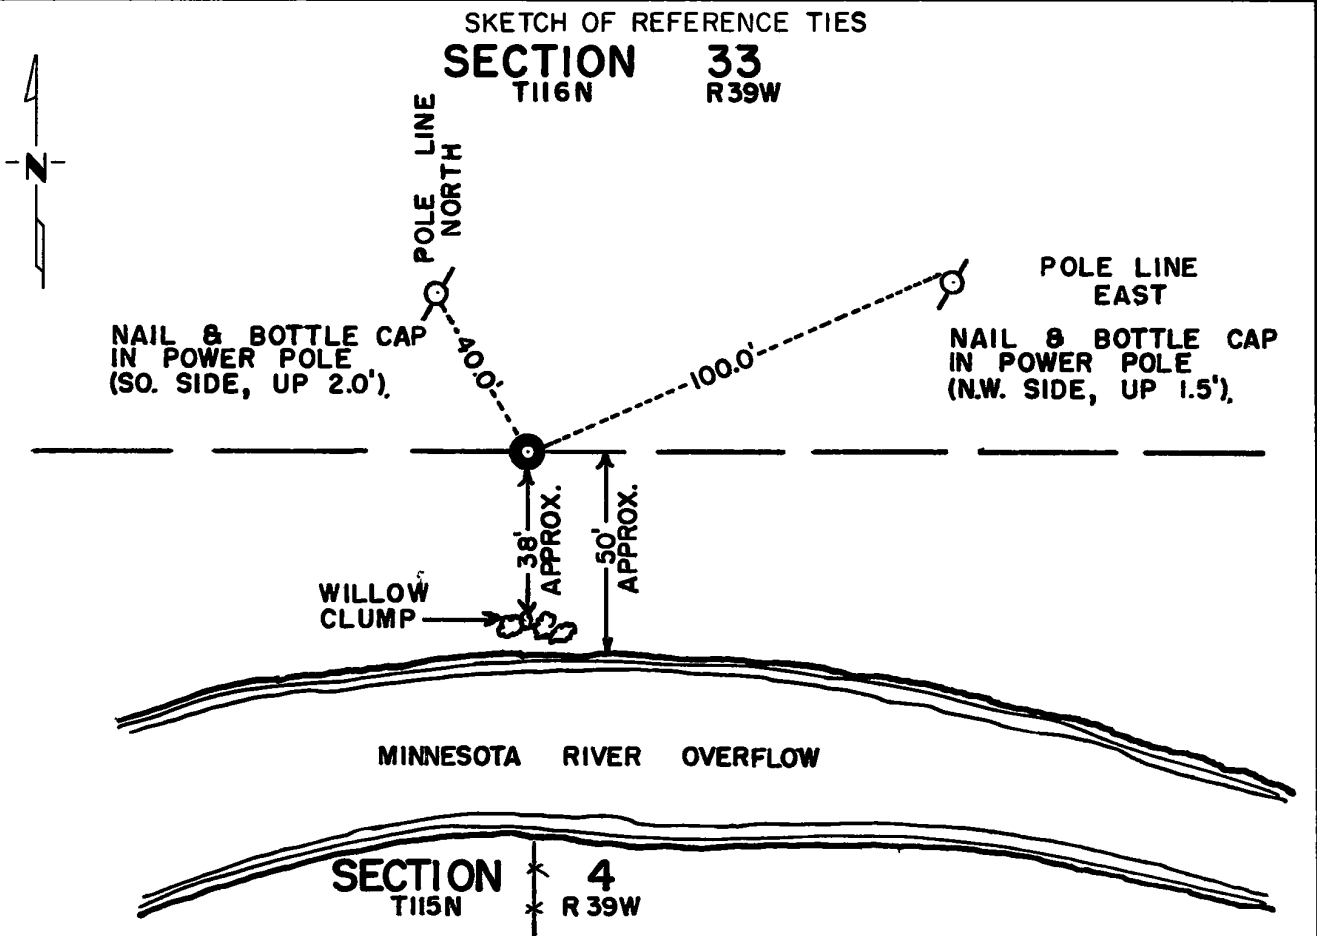 SKETCH OF REFERENCE TIES
SECTION 33
T116N R39W
N
POLE LINE
NORTH
POLE LINE
EAST
NAIL & BOTTLE CAP
IN POWER POLE
(SO. SIDE, UP 2.0').
40.0'
100.0'
NAIL & BOTTLE CAP
IN POWER POLE
(N.W. SIDE, UP 1.5').
38'
APPROX.
50'
APPROX.
WILLOW
CLUMP
MINNESOTA RIVER OVERFLOW
SECTION 4
T115N R39W